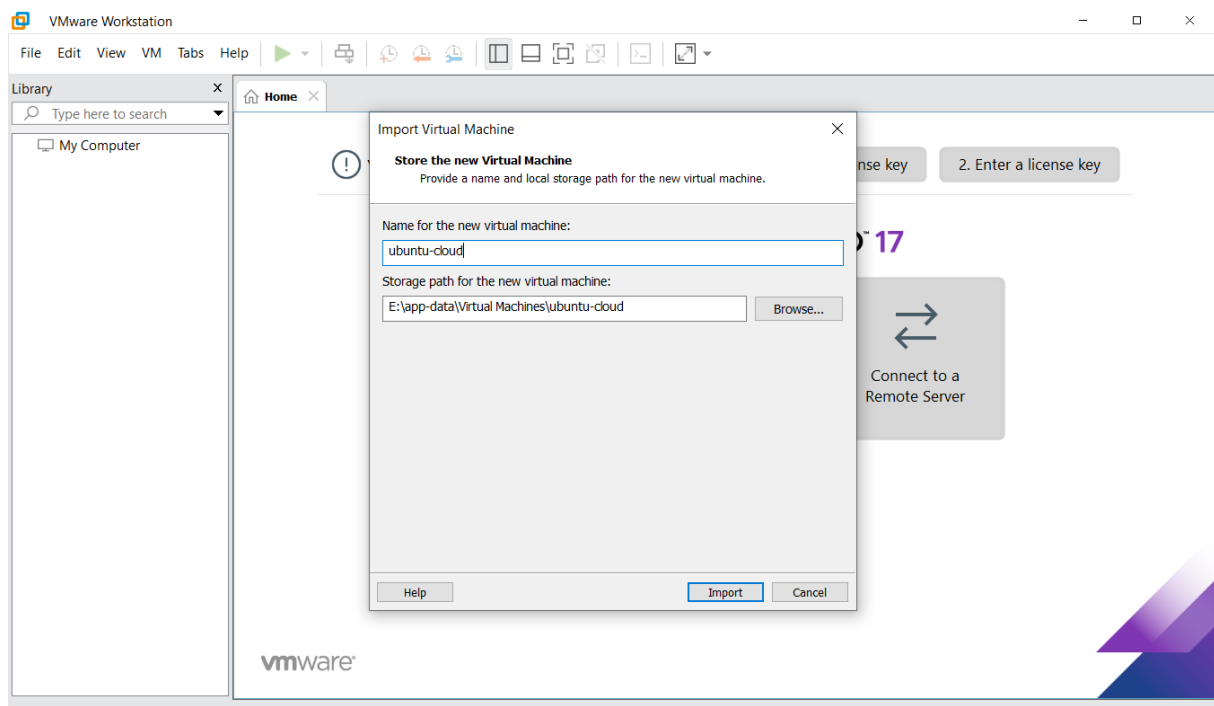 VMware Workstation
File Edit View VM Tabs Help
Library
Type here to search
My Computer
Home
Import Virtual Machine
Store the new Virtual Machine
Provide a name and local storage path for the new virtual machine.
nse key
2. Enter a license key
Name for the new virtual machine:
ubuntu-cloud
™ 17
Storage path for the new virtual machine:
E:\app-data\Virtual Machines\ubuntu-cloud
Browse...
Connect to a
Remote Server
Help
Import
Cancel
vmware®